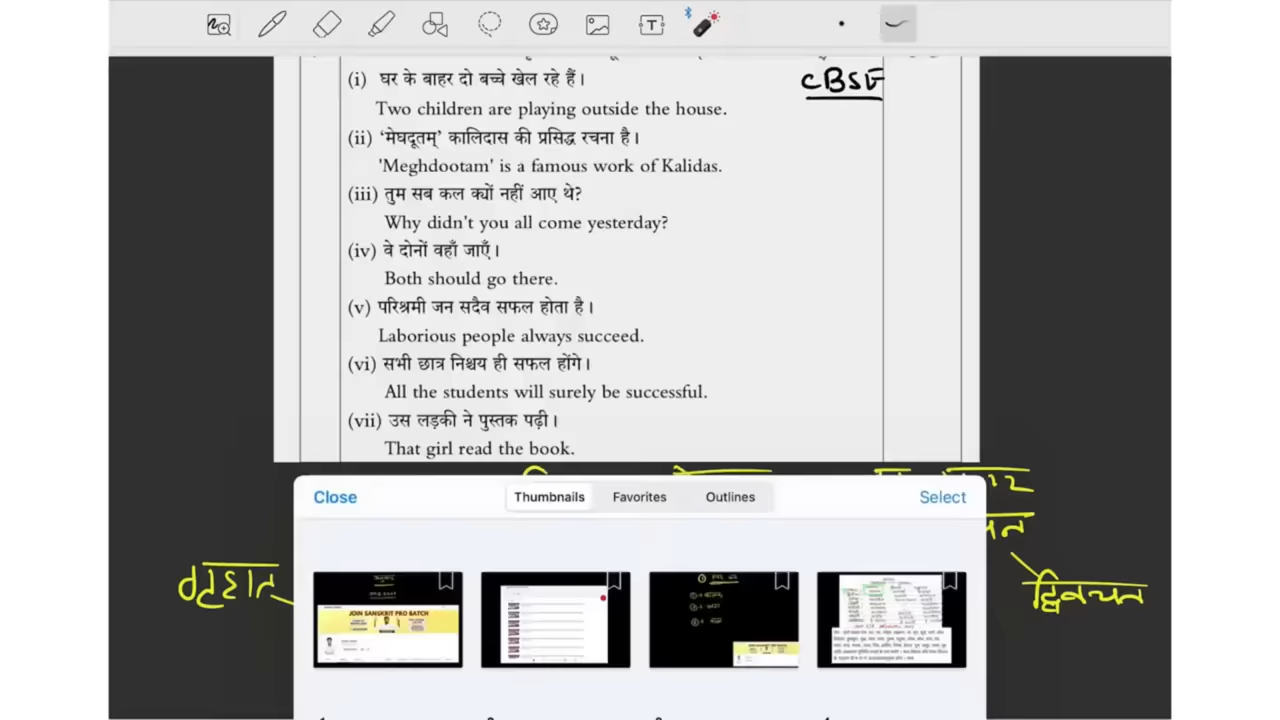 (i) घर के बाहर दो बच्चे खेल रहे हैं।
CBSE
Two children are playing outside the house.
(ii) ‘मेघदूतम्’ कालिदास की प्रसिद्ध रचना है।
'Meghdootam' is a famous work of Kalidas.
(iii) तुम सब कल क्यों नहीं आए थे?
Why didn't you all come yesterday?
(iv) वे दोनों वहाँ जाएँ।
Both should go there.
(v) परिश्रमी जन सदैव सफल होता है।
Laborious people always succeed.
(vi) सभी छात्र निश्चय ही सफल होंगे।
All the students will surely be successful.
(vii) उस लड़की ने पुस्तक पढ़ी।
That girl read the book.
Close
Thumbnails
Favorites
Outlines
Select
द्विवचन
JOIN SANSKRIT PRO BATCH